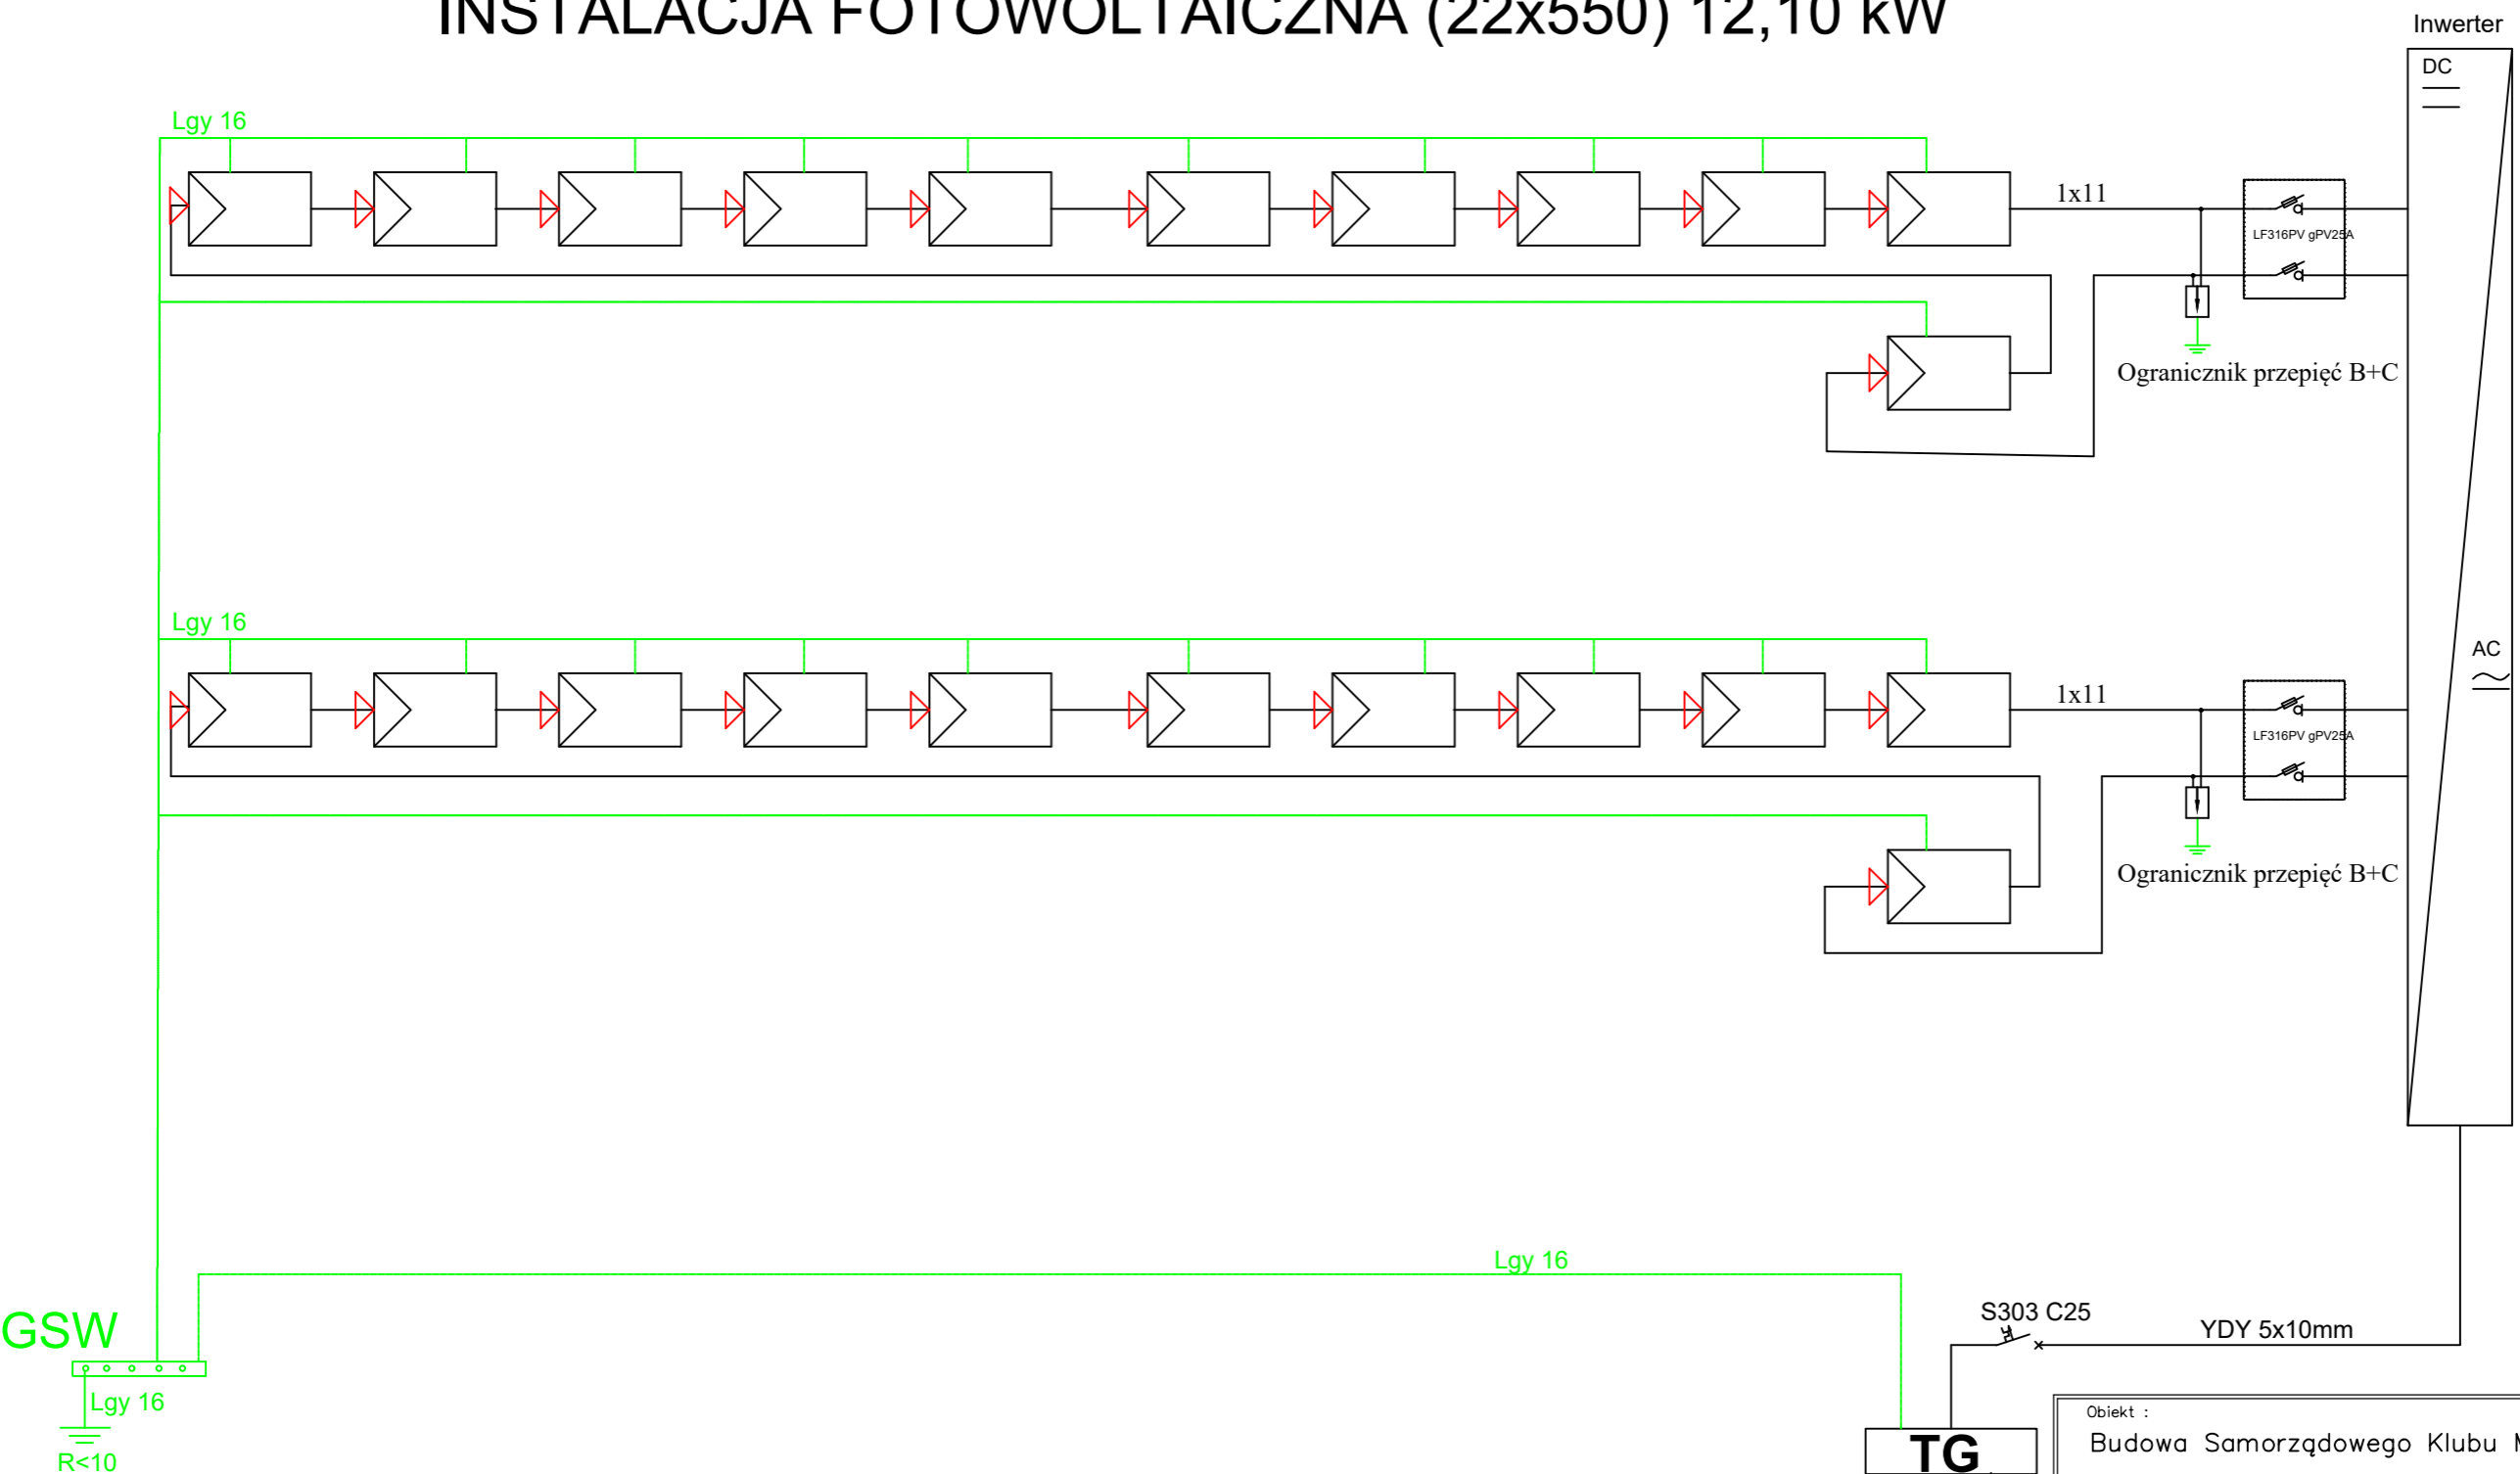 INSTALACJA FOTOWOLTAICZNA (22x550) 12,10 kW
Inwerter
DC
Lgy 16
1x11
LF316PV gPV25A
Ogranicznik przepięć B+C
Lgy 16
AC
1x11
LF316PV gPV25A
Ogranicznik przepięć B+C
Lgy 16
S303 C25
YDY 5x10mm
GSW
Lgy 16
R<10
TG
Obiekt :
Budowa Samorządowego Klubu